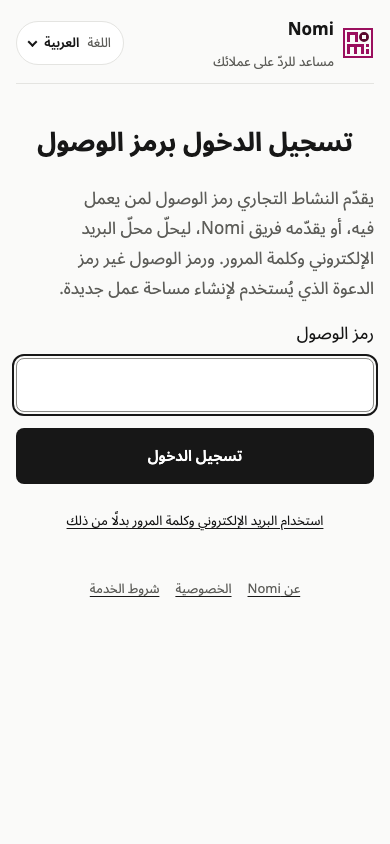 Nomi
مساعد للردّ على عملائك
اللغة العربية
تسجيل الدخول برمز الوصول
يقدّم النشاط التجاري رمز الوصول لمن يعمل
فيه، أو يقدّمه فريق Nomi، ليحلّ محلّ البريد
الإلكتروني وكلمة المرور. ورمز الوصول غير رمز
الدعوة الذي يُستخدم لإنشاء مساحة عمل جديدة.
رمز الوصول
تسجيل الدخول
استخدام البريد الإلكتروني وكلمة المرور بدلًا من ذلك
عن Nomi الخصوصية شروط الخدمة